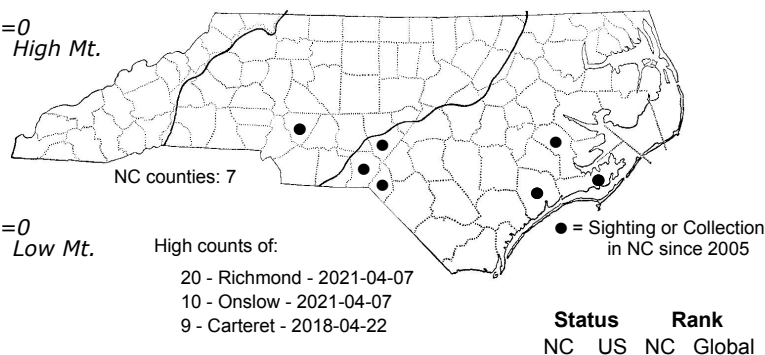 =0
High Mt.
NC counties: 7
=0
Low Mt.
High counts of:
20 - Richmond - 2021-04-07
10 - Onslow - 2021-04-07
9 - Carteret - 2018-04-22
● = Sighting or Collection
in NC since 2005
Status Rank
NC US NC Global